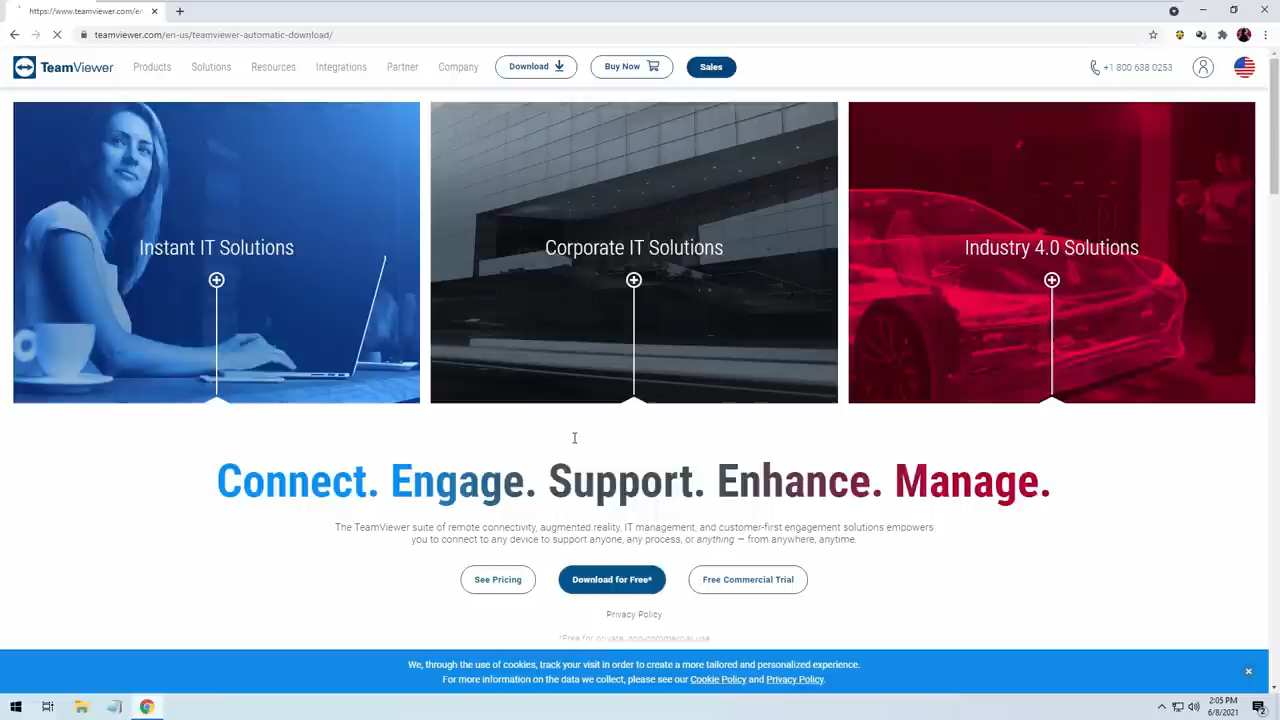 https://www.teamviewer.com/en
teamviewer.com/en-us/teamviewer-automatic-download/
TeamViewer
Products
Solutions
Resources
Integrations
Partner
Company
Download
Buy Now
Sales
+1 800 638 0253
Instant IT Solutions
Corporate IT Solutions
Industry 4.0 Solutions
Connect. Engage. Support. Enhance. Manage.
The TeamViewer suite of remote connectivity, augmented reality, IT management, and customer-first engagement solutions empowers
you to connect to any device to support anyone, any process, or anything — from anywhere, anytime.
See Pricing
Download for Free*
Free Commercial Trial
Privacy Policy
*Free for private, non-commercial use
We, through the use of cookies, track your visit in order to create a more tailored and personalized experience.
For more information on the data we collect, please see our Cookie Policy and Privacy Policy.
2:05 PM
6/8/2021
2